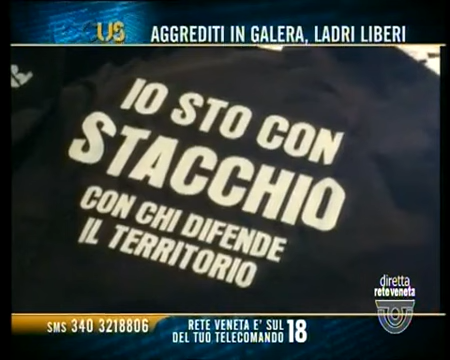 FOCUS AGGREDITI IN GALERA, LADRI LIBERI
IO STO CON
STACCHIO
CON CHI DIFENDE
IL TERRITORIO
diretta
reteveneta
SMS 340 3218806
RETE VENETA E' SUL
DEL TUO TELECOMANDO 18